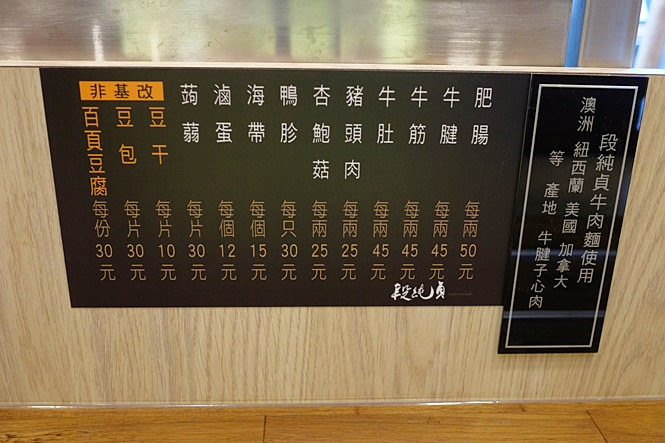 段純貞牛肉麵使用
澳洲 紐西蘭 美國 加拿大
等 產地 牛腱子心肉
肥腸 每兩50元
牛腱 每兩45元
牛筋 每兩45元
牛肚 每兩45元
豬頭肉 每兩25元
杏鮑菇 每兩25元
鴨胗 每只30元
海帶 每個15元
滷蛋 每個12元
蒟蒻 每片30元
非基改
豆干 每片10元
豆包 每片30元
百頁豆腐 每份30元
段純貞